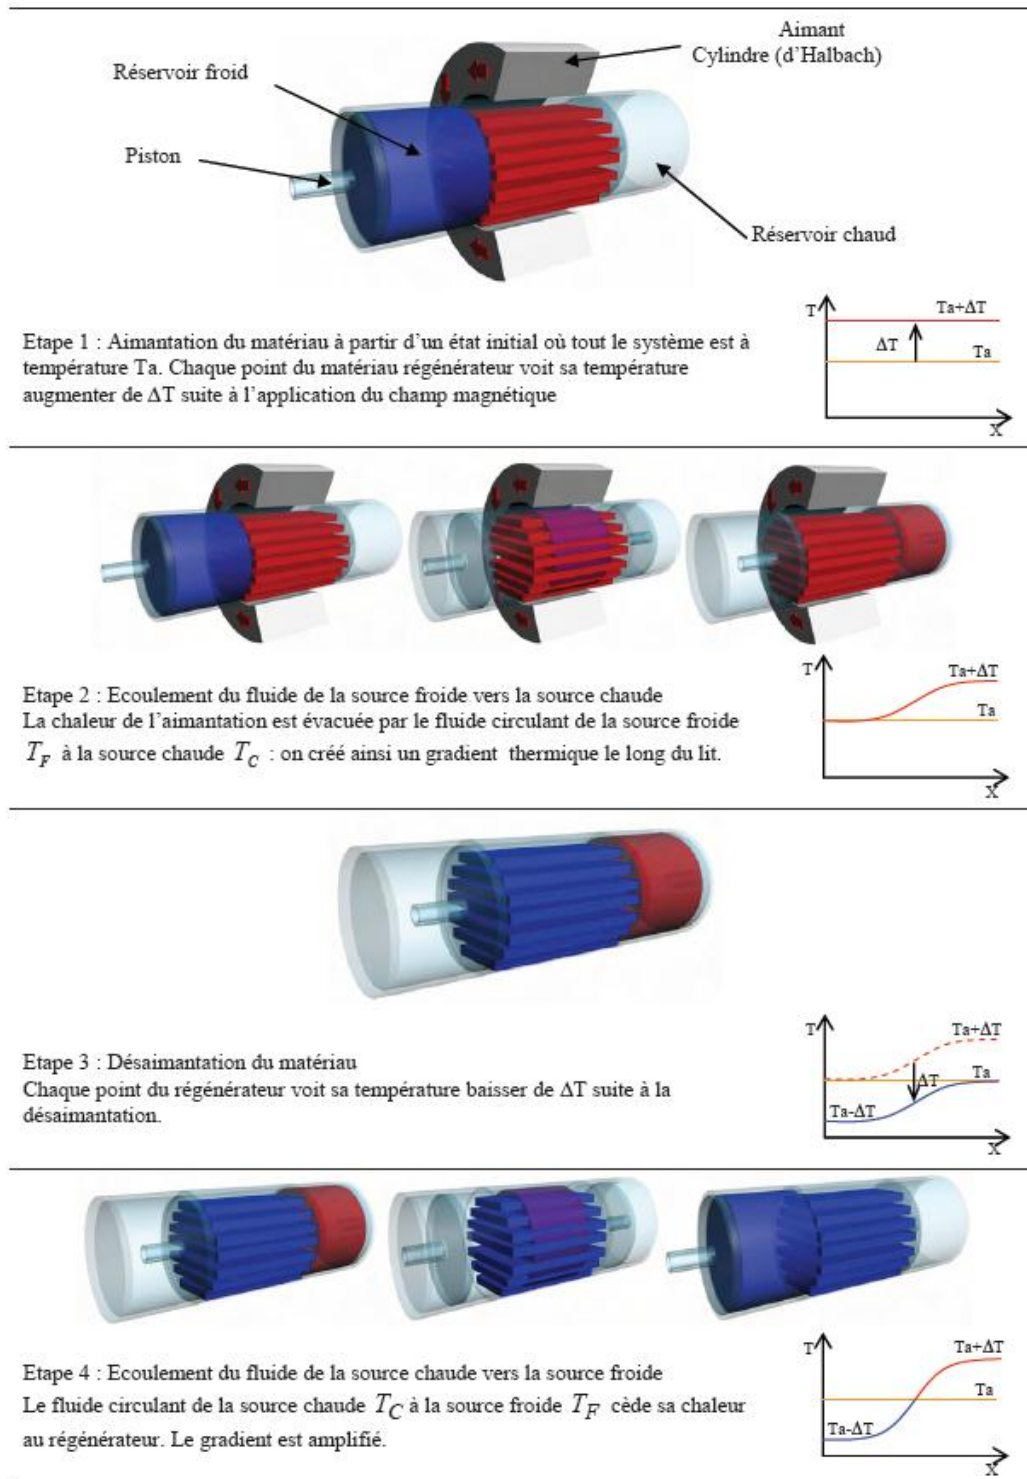 Aimant
Cylindre (d’Halbach)
Réservoir froid
Piston
Réservoir chaud
T
Ta+ΔT
ΔT
Ta
X
Etape 1 : Aimantation du matériau à partir d’un état initial où tout le système est à
température Ta. Chaque point du matériau régénérateur voit sa température
augmenter de ΔT suite à l’application du champ magnétique
T
Ta+ΔT
Ta
X
Etape 2 : Ecoulement du fluide de la source froide vers la source chaude
La chaleur de l’aimantation est évacuée par le fluide circulant de la source froide
T_F à la source chaude T_C : on créé ainsi un gradient thermique le long du lit.
T
Ta+ΔT
Ta
ΔT
Ta-ΔT
X
Etape 3 : Désaimantation du matériau
Chaque point du régénérateur voit sa température baisser de ΔT suite à la
désaimantation.
T
Ta+ΔT
Ta
Ta-ΔT
X
Etape 4 : Ecoulement du fluide de la source chaude vers la source froide
Le fluide circulant de la source chaude T_C à la source froide T_F cède sa chaleur
au régénérateur. Le gradient est amplifié.